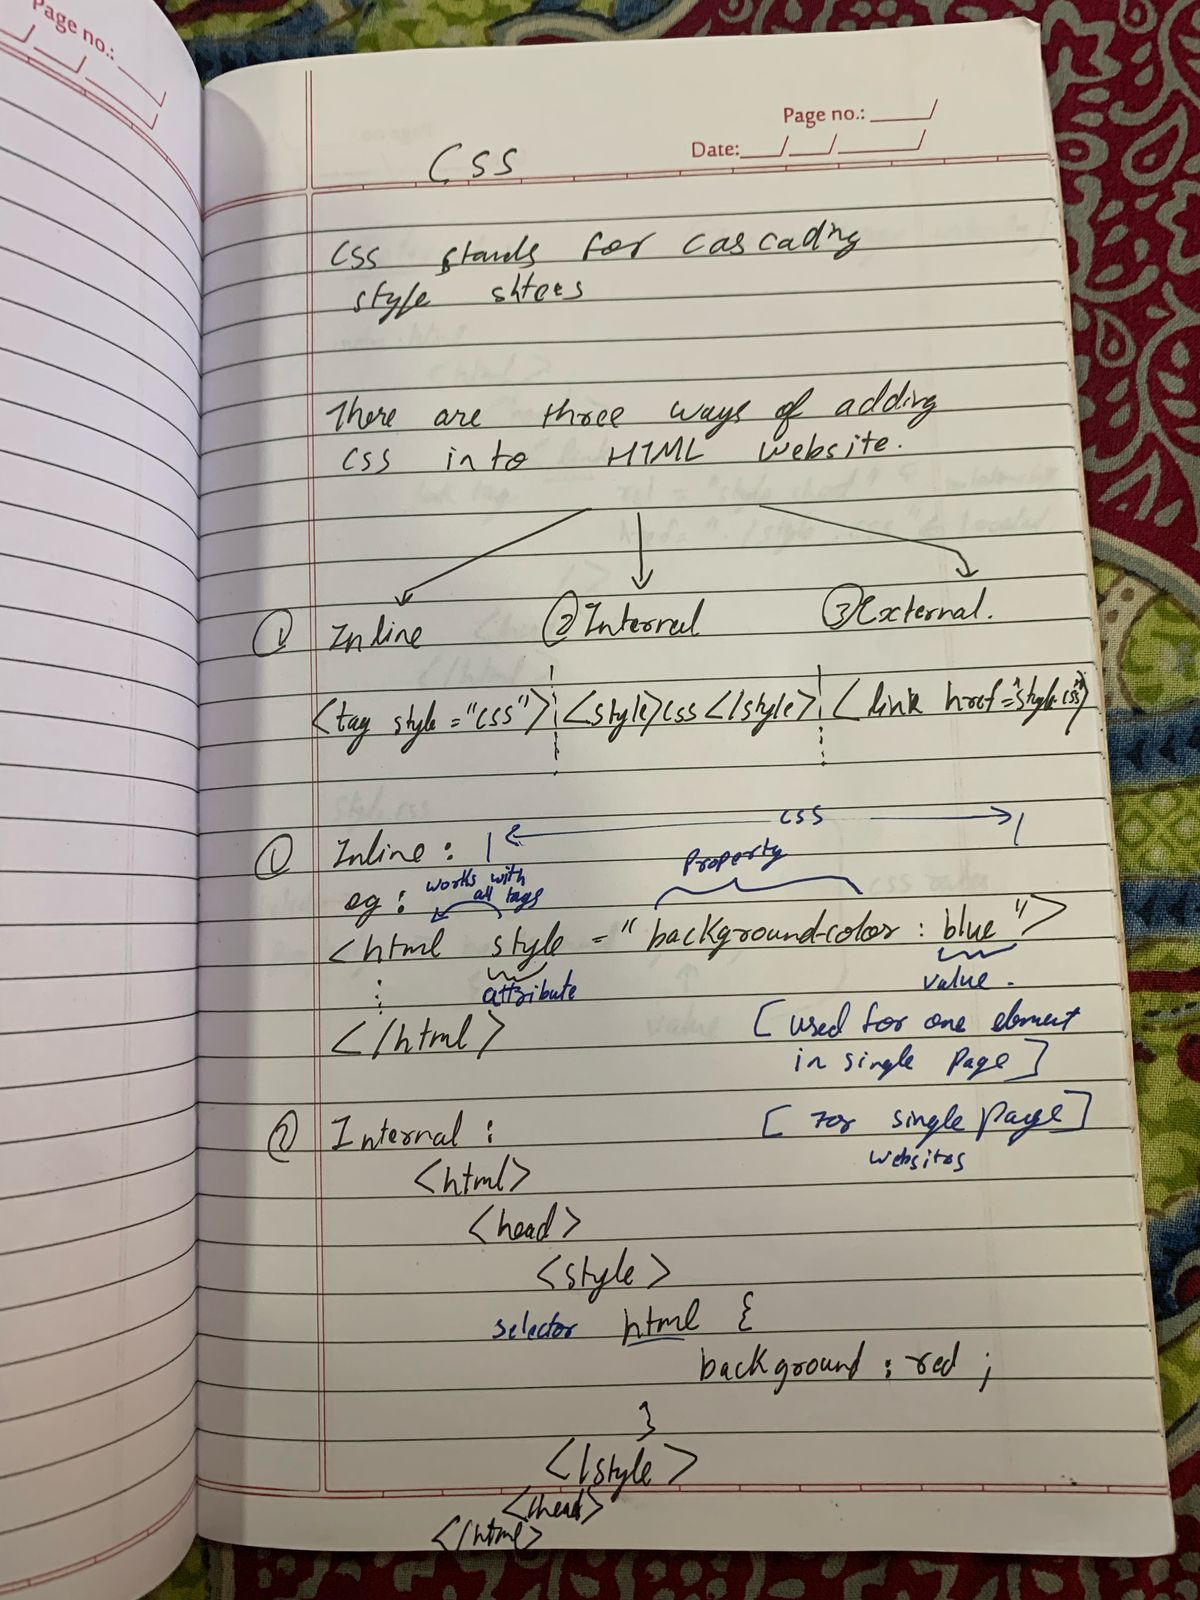 Page no.:
Page no.:
Date:
CSS
CSS stands for cascading
style shtees
There are three ways of adding
CSS into HTML website.
① Inline ② Internal ③ External.
<tag style = "css"> <style> css </style> <link href="style.css">
① Inline : css
Property
eg : works with
all tags
<html style = "background-color : blue">
attribute value.
</html> [used for one element
in single page]
② Internal : [For single page]
websites
<html>
<head>
<style>
selector html {
background : red ;
}
</style>
</head>
</html>